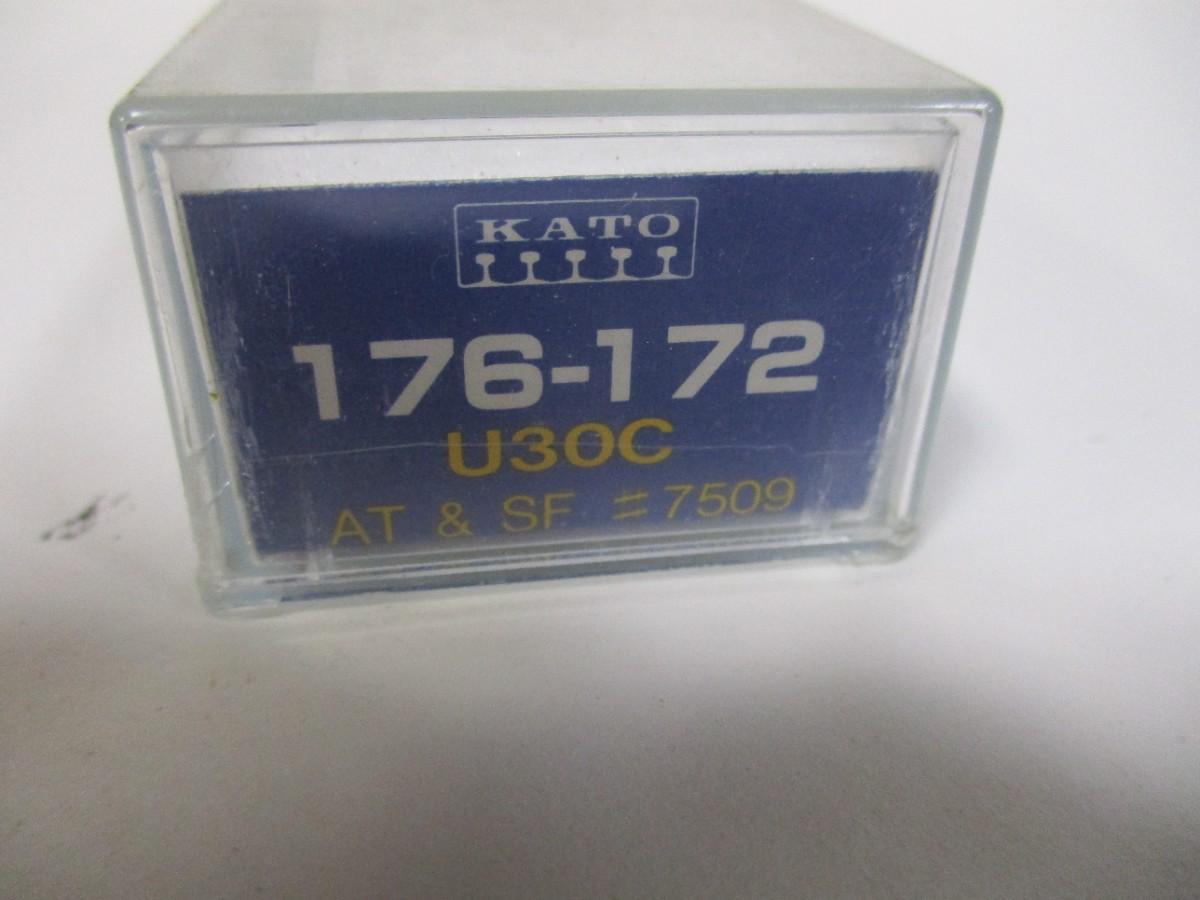 KATO
176-172
U30C
AT & SF #7509